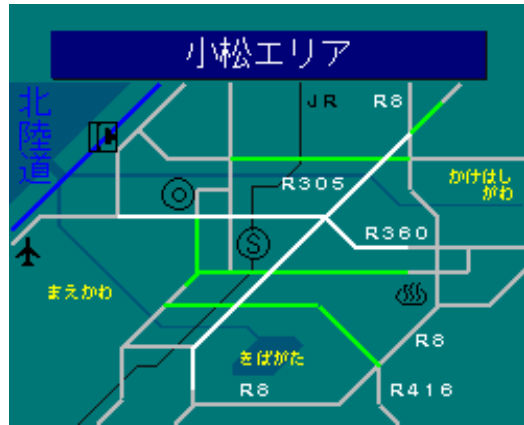 小松エリア
北陸道
JR
R8
R305
かけはし
がわ
R360
S
まえかわ
きばがた
R8
R8
R416